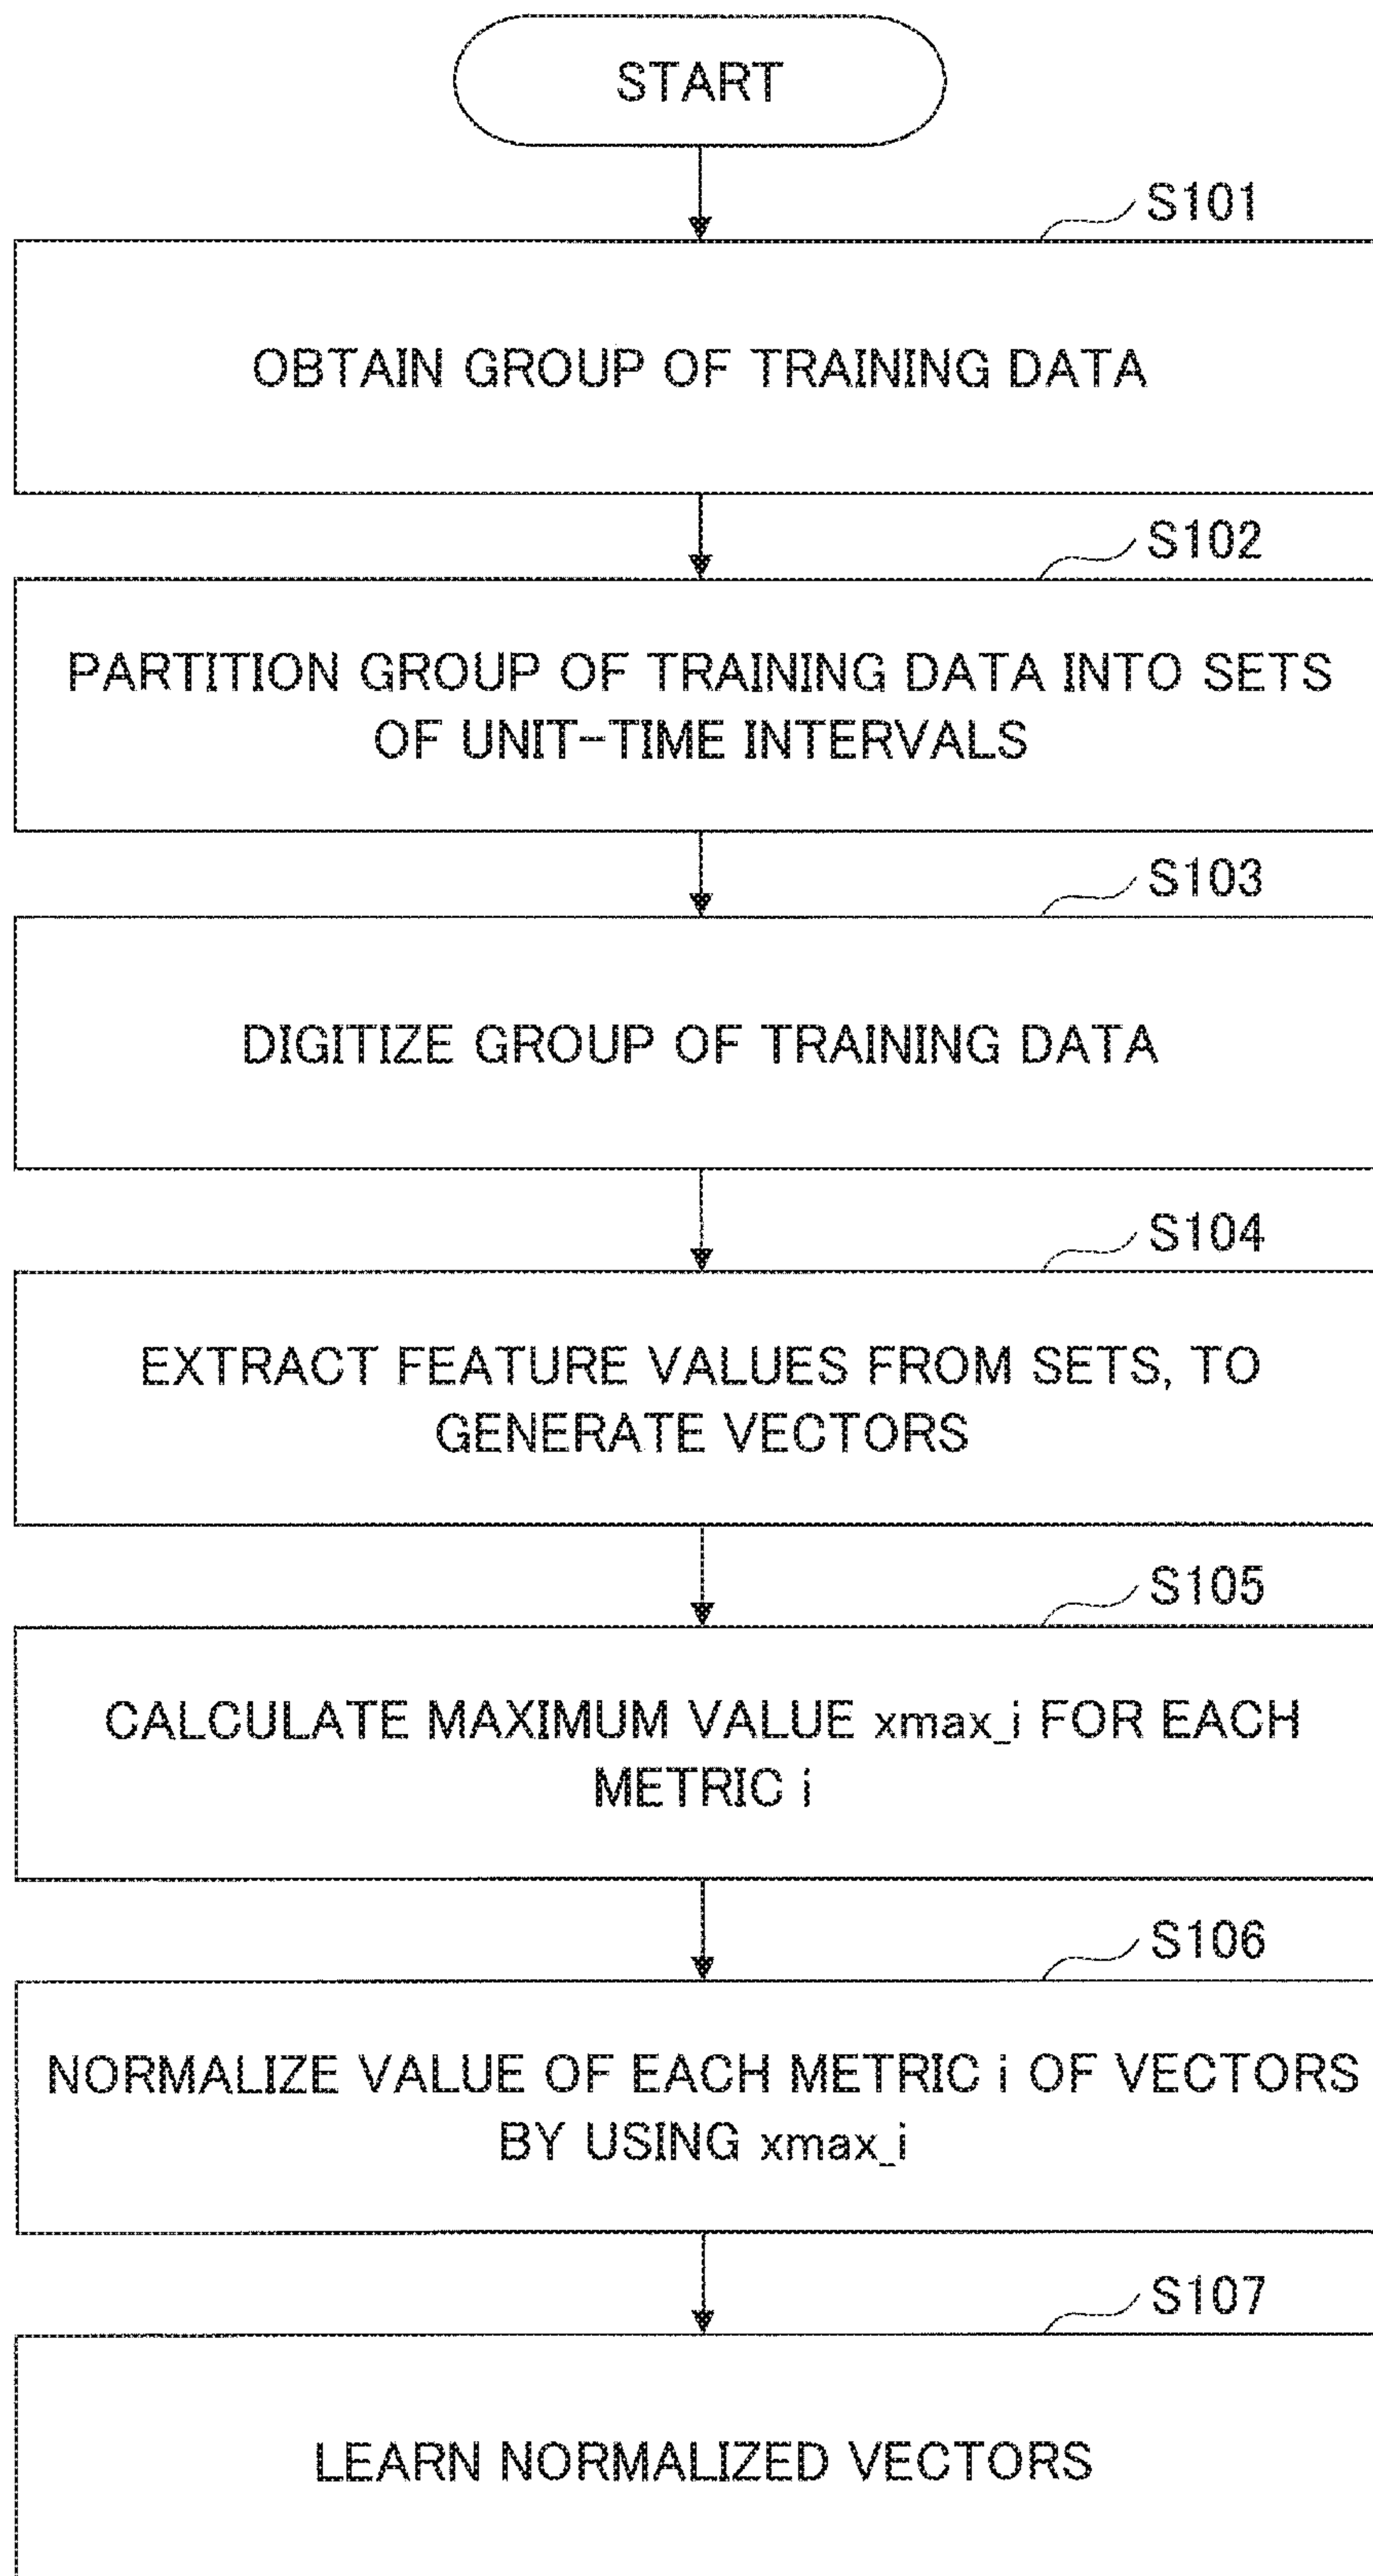 START
S101
OBTAIN GROUP OF TRAINING DATA
S102
PARTITION GROUP OF TRAINING DATA INTO SETS
OF UNIT-TIME INTERVALS
S103
DIGITIZE GROUP OF TRAINING DATA
S104
EXTRACT FEATURE VALUES FROM SETS, TO
GENERATE VECTORS
S105
CALCULATE MAXIMUM VALUE xmax_i FOR EACH
METRIC i
S106
NORMALIZE VALUE OF EACH METRIC i OF VECTORS
BY USING xmax_i
S107
LEARN NORMALIZED VECTORS